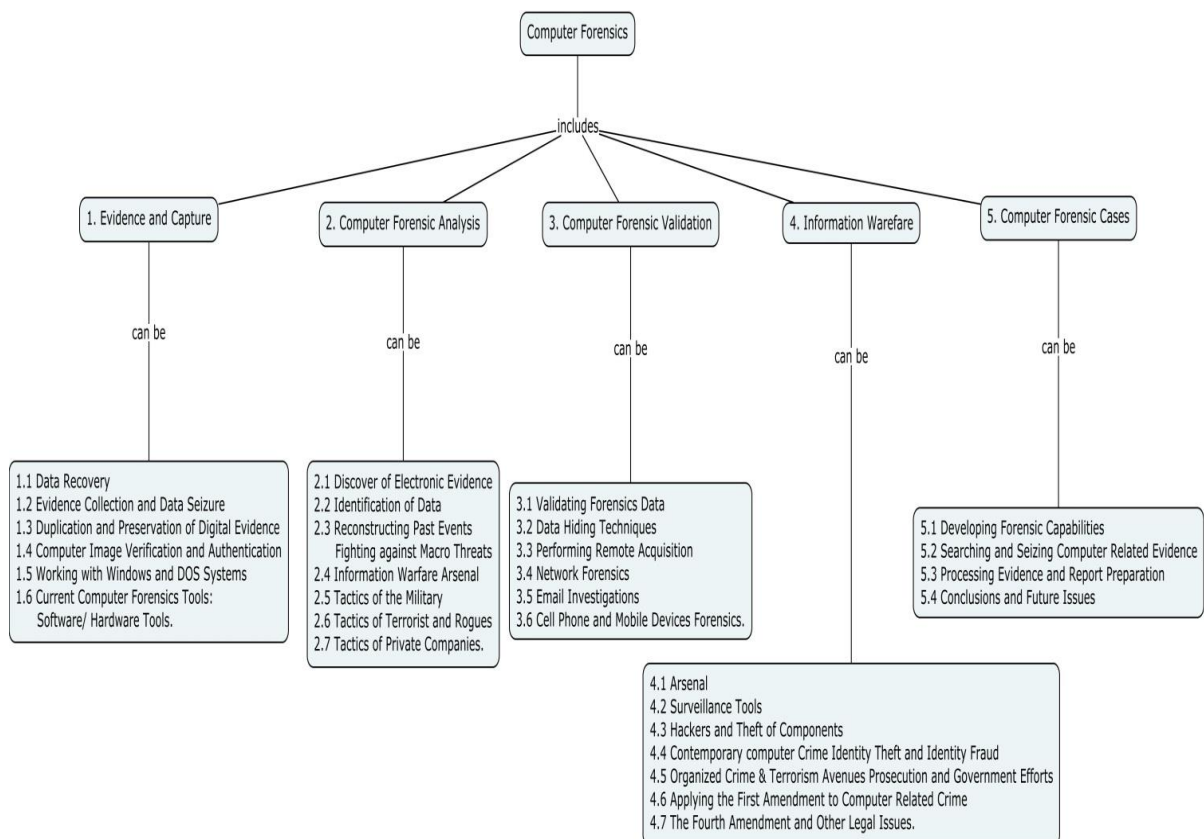 Computer Forensics
includes
1. Evidence and Capture
2. Computer Forensic Analysis
3. Computer Forensic Validation
4. Information Warefare
5. Computer Forensic Cases
can be
can be
can be
can be
can be
1.1 Data Recovery
1.2 Evidence Collection and Data Seizure
1.3 Duplication and Preservation of Digital Evidence
1.4 Computer Image Verification and Authentication
1.5 Working with Windows and DOS Systems
1.6 Current Computer Forensics Tools:
Software/ Hardware Tools.
2.1 Discover of Electronic Evidence
2.2 Identification of Data
2.3 Reconstructing Past Events
Fighting against Macro Threats
2.4 Information Warfare Arsenal
2.5 Tactics of the Military
2.6 Tactics of Terrorist and Rogues
2.7 Tactics of Private Companies.
3.1 Validating Forensics Data
3.2 Data Hiding Techniques
3.3 Performing Remote Acquisition
3.4 Network Forensics
3.5 Email Investigations
3.6 Cell Phone and Mobile Devices Forensics.
4.1 Arsenal
4.2 Surveillance Tools
4.3 Hackers and Theft of Components
4.4 Contemporary computer Crime Identity Theft and Identity Fraud
4.5 Organized Crime & Terrorism Avenues Prosecution and Government Efforts
4.6 Applying the First Amendment to Computer Related Crime
4.7 The Fourth Amendment and Other Legal Issues.
5.1 Developing Forensic Capabilities
5.2 Searching and Seizing Computer Related Evidence
5.3 Processing Evidence and Report Preparation
5.4 Conclusions and Future Issues